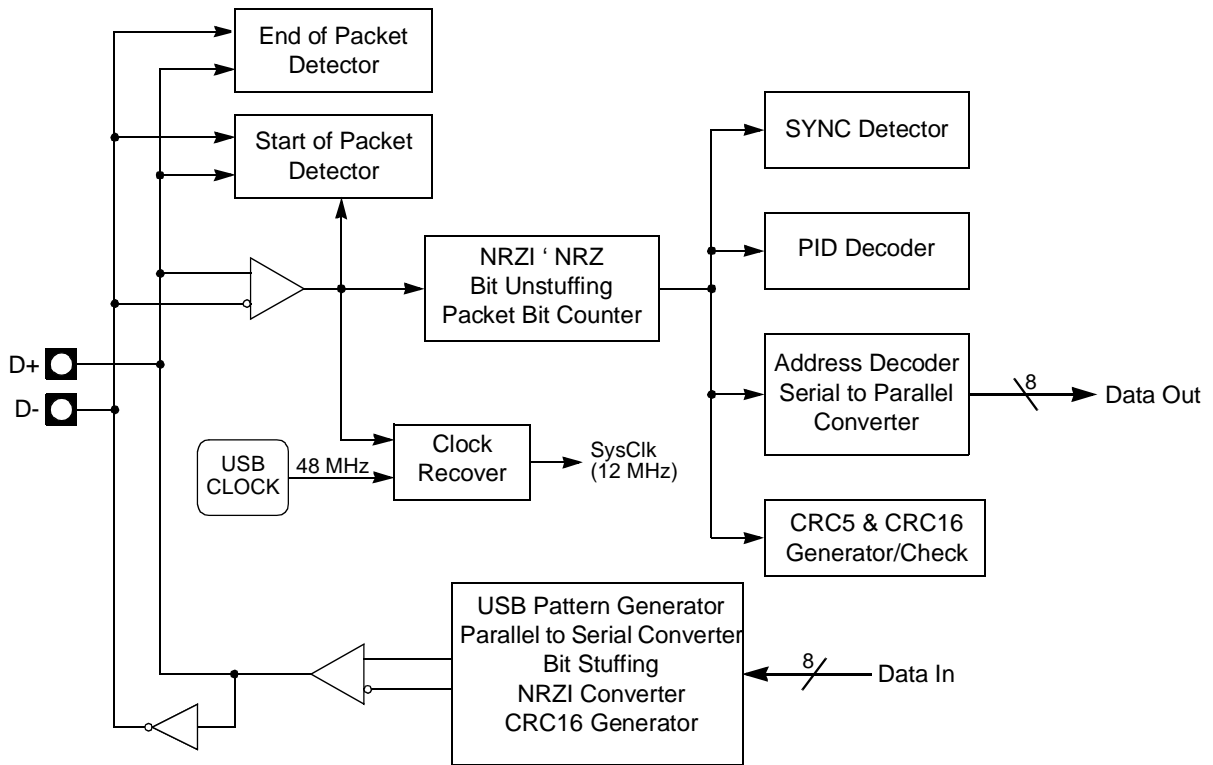 End of Packet
Detector
Start of Packet
Detector
SYNC Detector
PID Decoder
NRZI ‘ NRZ
Bit Unstuffing
Packet Bit Counter
D+
D-
Address Decoder
Serial to Parallel
Converter
8
Data Out
USB
CLOCK
48 MHz
Clock
Recover
SysClk
(12 MHz)
CRC5 & CRC16
Generator/Check
USB Pattern Generator
Parallel to Serial Converter
Bit Stuffing
NRZI Converter
CRC16 Generator
8
Data In